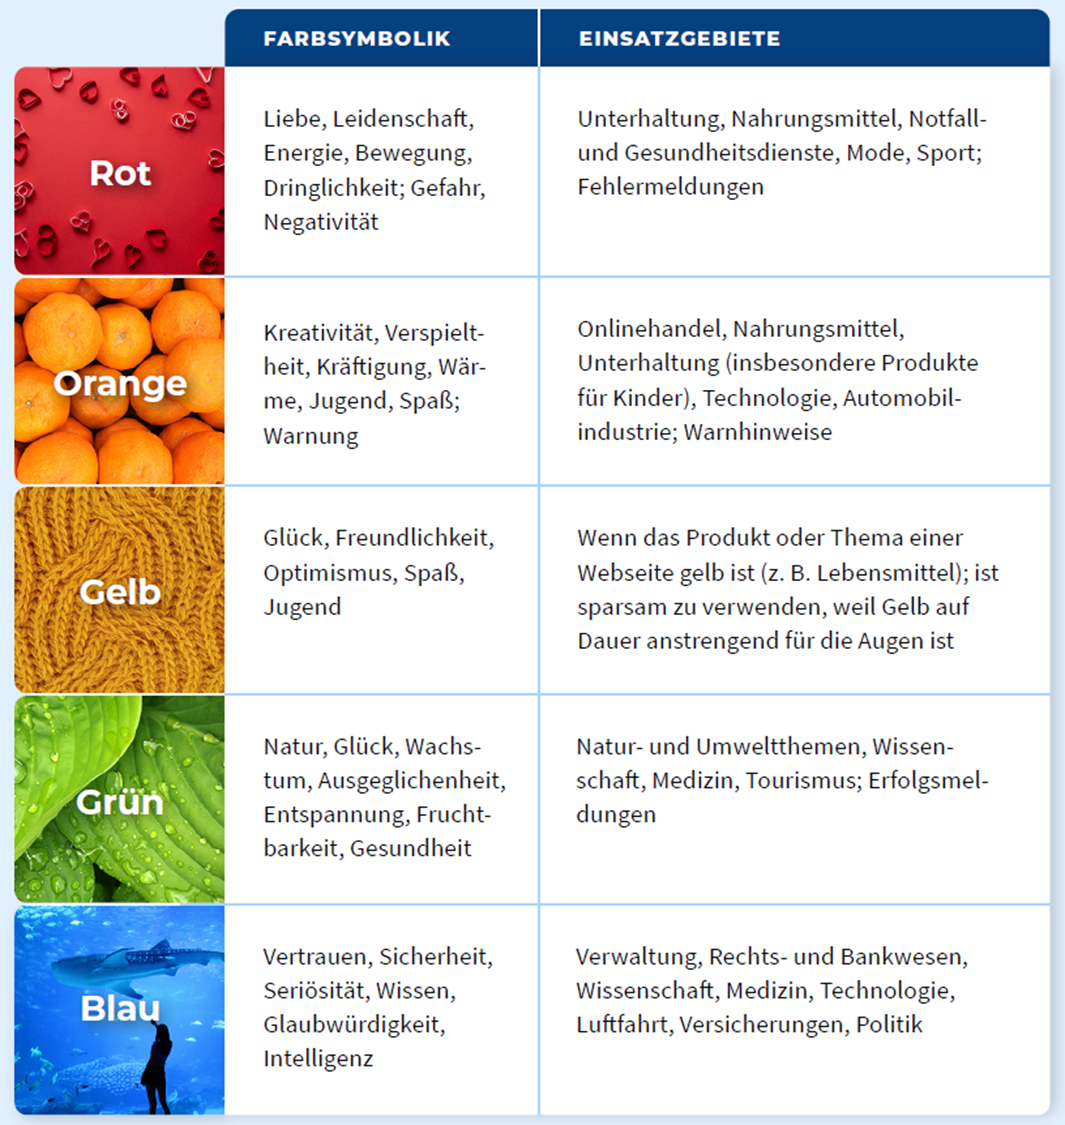 FARBSYMBOLIK
EINSATZGEBIETE
Rot
Liebe, Leidenschaft,
Energie, Bewegung,
Dringlichkeit; Gefahr,
Negativität
Unterhaltung, Nahrungsmittel, Notfall-
und Gesundheitsdienste, Mode, Sport;
Fehlermeldungen
Orange
Kreativität, Verspielt-
heit, Kräftigung, Wär-
me, Jugend, Spaß;
Warnung
Onlinehandel, Nahrungsmittel,
Unterhaltung (insbesondere Produkte
für Kinder), Technologie, Automobil-
industrie; Warnhinweise
Gelb
Glück, Freundlichkeit,
Optimismus, Spaß,
Jugend
Wenn das Produkt oder Thema einer
Webseite gelb ist (z. B. Lebensmittel); ist
sparsam zu verwenden, weil Gelb auf
Dauer anstrengend für die Augen ist
Grün
Natur, Glück, Wachs-
tum, Ausgeglichenheit,
Entspannung, Frucht-
barkeit, Gesundheit
Natur- und Umweltthemen, Wissen-
schaft, Medizin, Tourismus; Erfolgsmel-
dungen
Blau
Vertrauen, Sicherheit,
Seriösität, Wissen,
Glaubwürdigkeit,
Intelligenz
Verwaltung, Rechts- und Bankwesen,
Wissenschaft, Medizin, Technologie,
Luftfahrt, Versicherungen, Politik